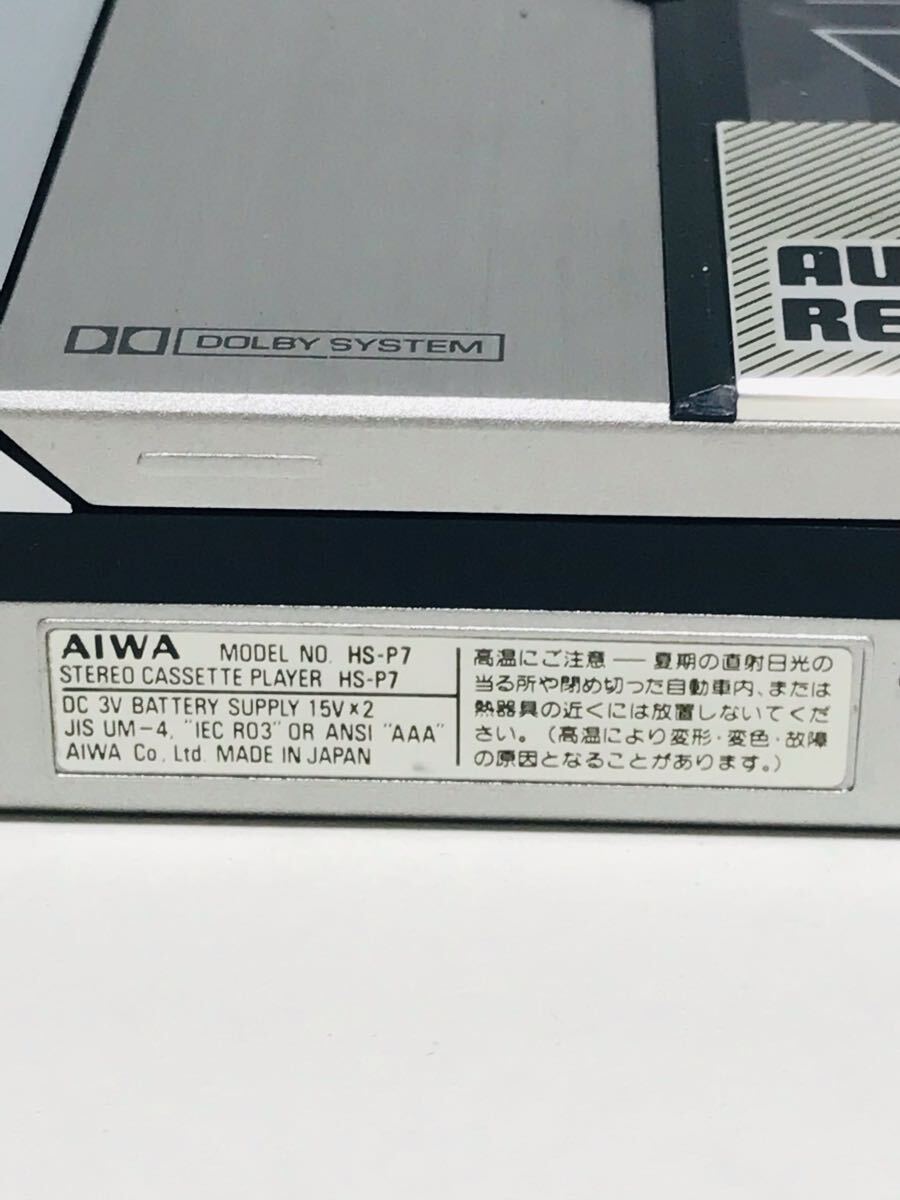 DOLBY SYSTEM
AU
RE
AIWA MODEL NO. HS-P7
STEREO CASSETTE PLAYER HS-P7
DC 3V BATTERY SUPPLY 1.5V×2
JIS UM-4, "IEC R03" OR ANSI "AAA"
AIWA Co., Ltd. MADE IN JAPAN
高温にご注意 ― 夏期の直射日光の
当る所や閉め切った自動車内、または
熱器具の近くには放置しないでくだ
さい。(高温により変形・変色・故障
の原因となることがあります。)